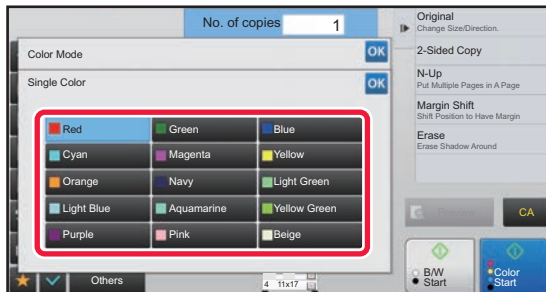 No. of copies 1
Color Mode
OK
Single Color
OK
Red
Green
Blue
Cyan
Magenta
Yellow
Orange
Navy
Light Green
Light Blue
Aquamarine
Yellow Green
Purple
Pink
Beige
Others
4 11x17
Original
Change Size/Direction.
2-Sided Copy
N-Up
Put Multiple Pages in A Page
Margin Shift
Shift Position to Have Margin
Erase
Erase Shadow Around
Preview
CA
B/W
Start
Color
Start